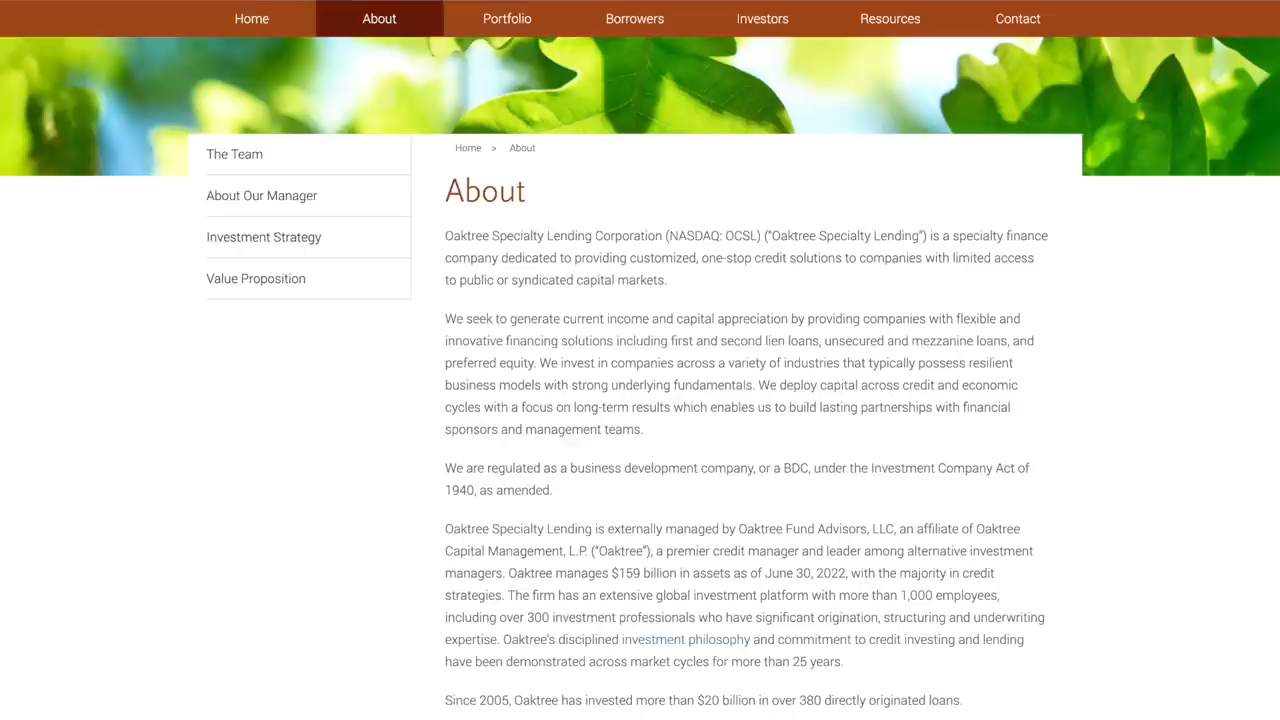 Home About Portfolio Borrowers Investors Resources Contact
The Team
About Our Manager
Investment Strategy
Value Proposition
Home > About
About
Oaktree Specialty Lending Corporation (NASDAQ: OCSL) (“Oaktree Specialty Lending”) is a specialty finance
company dedicated to providing customized, one-stop credit solutions to companies with limited access
to public or syndicated capital markets.
We seek to generate current income and capital appreciation by providing companies with flexible and
innovative financing solutions including first and second lien loans, unsecured and mezzanine loans, and
preferred equity. We invest in companies across a variety of industries that typically possess resilient
business models with strong underlying fundamentals. We deploy capital across credit and economic
cycles with a focus on long-term results which enables us to build lasting partnerships with financial
sponsors and management teams.
We are regulated as a business development company, or a BDC, under the Investment Company Act of
1940, as amended.
Oaktree Specialty Lending is externally managed by Oaktree Fund Advisors, LLC, an affiliate of Oaktree
Capital Management, L.P. (“Oaktree”), a premier credit manager and leader among alternative investment
managers. Oaktree manages $159 billion in assets as of June 30, 2022, with the majority in credit
strategies. The firm has an extensive global investment platform with more than 1,000 employees,
including over 300 investment professionals who have significant origination, structuring and underwriting
expertise. Oaktree’s disciplined investment philosophy and commitment to credit investing and lending
have been demonstrated across market cycles for more than 25 years.
Since 2005, Oaktree has invested more than $20 billion in over 380 directly originated loans.